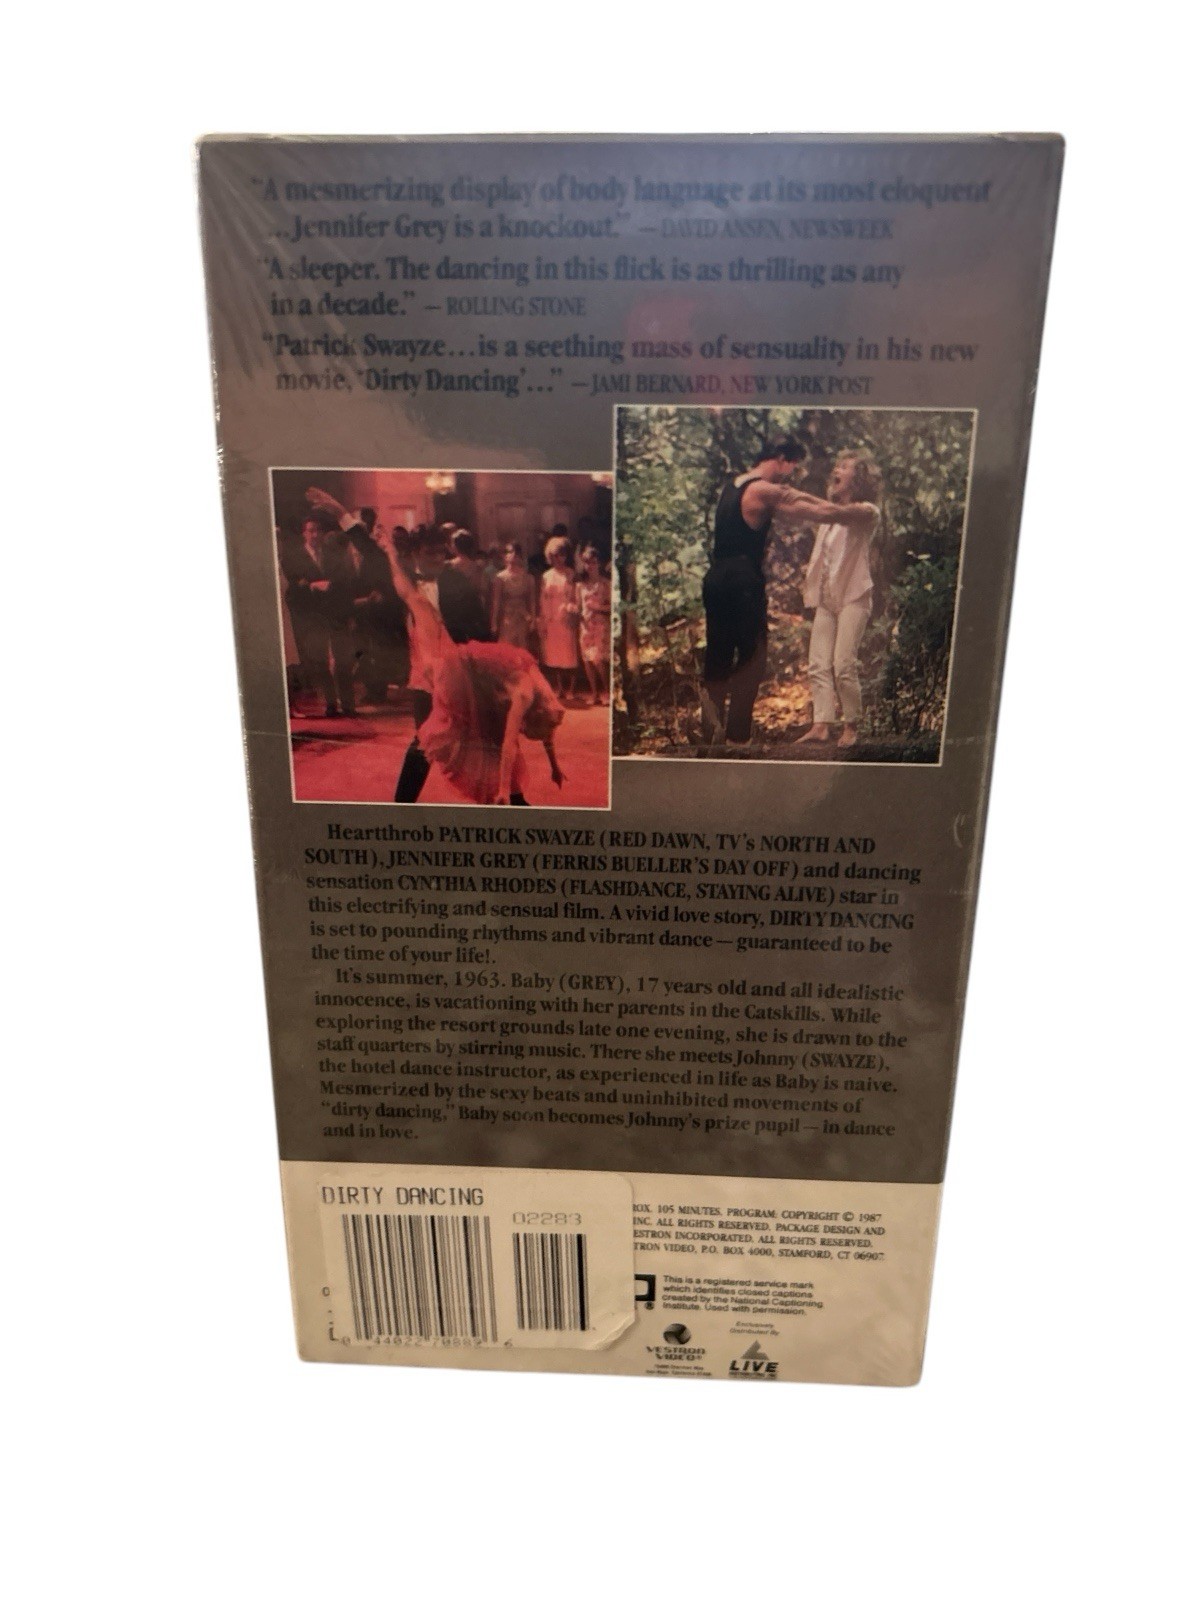 "A mesmerizing display of body language at its most eloquent
...Jennifer Grey is a knockout." — DAVID ANSEN, NEWSWEEK
"A sleeper. The dancing in this flick is as thrilling as any
in a decade." — ROLLING STONE
"Patrick Swayze...is a seething mass of sensuality in his new
movie, 'Dirty Dancing'..." — JAMI BERNARD, NEW YORK POST
Heartthrob PATRICK SWAYZE (RED DAWN, TV's NORTH AND
SOUTH), JENNIFER GREY (FERRIS BUELLER'S DAY OFF) and dancing
sensation CYNTHIA RHODES (FLASHDANCE, STAYING ALIVE) star in
this electrifying and sensual film. A vivid love story, DIRTY DANCING
is set to pounding rhythms and vibrant dance — guaranteed to be
the time of your life!.
It's summer, 1963. Baby (GREY), 17 years old and all idealistic
innocence, is vacationing with her parents in the Catskills. While
exploring the resort grounds late one evening, she is drawn to the
staff quarters by stirring music. There she meets Johnny (SWAYZE),
the hotel dance instructor, as experienced in life as Baby is naive.
Mesmerized by the sexy beats and uninhibited movements of
"dirty dancing," Baby soon becomes Johnny's prize pupil — in dance
and in love.
DIRTY DANCING
02283
0 44022 70889 6
ROX. 105 MINUTES. PROGRAM: COPYRIGHT © 1987
INC. ALL RIGHTS RESERVED. PACKAGE DESIGN AND
ESTRON INCORPORATED. ALL RIGHTS RESERVED.
TRON VIDEO, P.O. BOX 4000, STAMFORD, CT 06907
This is a registered service mark
which identifies closed captions
created by the National Captioning
® Institute. Used with permission.
VESTRON
VIDEO®
Exclusively
Distributed By
LIVE